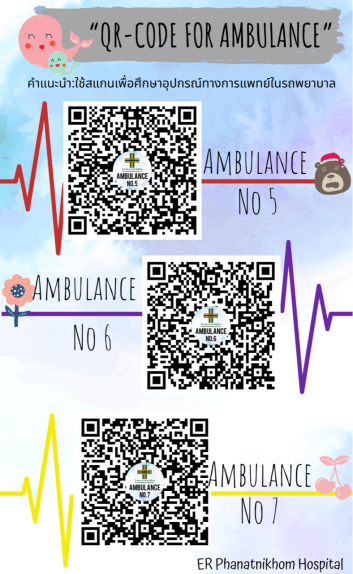 “QR-CODE FOR AMBULANCE”
คำแนะนำ:ใช้สแกนเพื่อศึกษาอุปกรณ์ทางการแพทย์ในรถพยาบาล
AMBULANCE
NO.5
AMBULANCE
No 5
AMBULANCE
No 6
AMBULANCE
NO.6
AMBULANCE
NO.7
AMBULANCE
No 7
ER Phanatnikhom Hospital